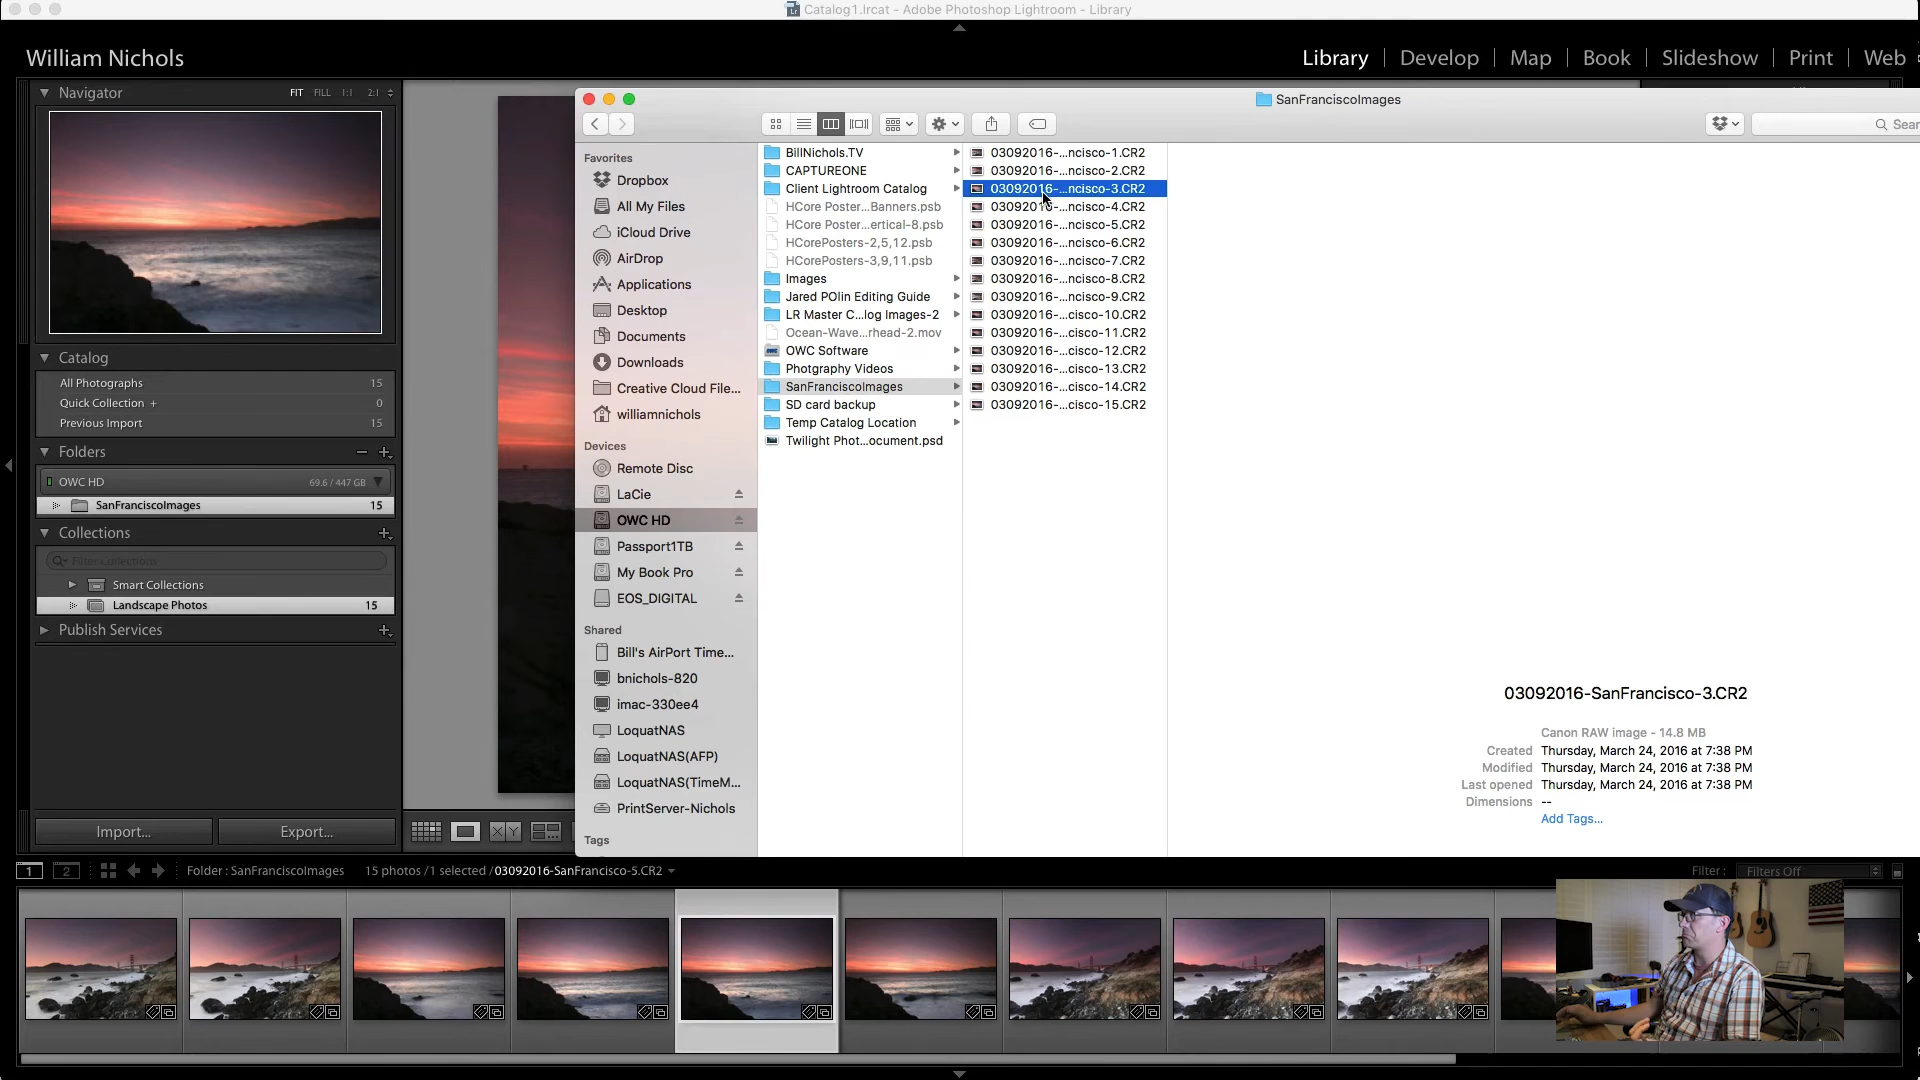 Catalog1.lrcat - Adobe Photoshop Lightroom - Library
William Nichols
Library | Develop | Map | Book | Slideshow | Print | Web
Navigator FIT FILL 1:1 2:1
Catalog
All Photographs 15
Quick Collection + 0
Previous Import 15
Folders
OWC HD 69.6 / 447 GB
SanFranciscoImages 15
Collections
Filter Collections
Smart Collections
Landscape Photos 15
Publish Services
Import... Export...
SanFranciscoImages
Sear
Favorites
Dropbox
All My Files
iCloud Drive
AirDrop
Applications
Desktop
Documents
Downloads
Creative Cloud File...
williamnichols
Devices
Remote Disc
LaCie
OWC HD
Passport1TB
My Book Pro
EOS_DIGITAL
Shared
Bill's AirPort Time...
bnichols-820
imac-330ee4
LoquatNAS
LoquatNAS(AFP)
LoquatNAS(TimeM...
PrintServer-Nichols
Tags
BillNichols.TV
CAPTUREONE
Client Lightroom Catalog
HCore Poster...Banners.psb
HCore Poster...ertical-8.psb
HCorePosters-2,5,12.psb
HCorePosters-3,9,11.psb
Images
Jared POlin Editing Guide
LR Master C...log Images-2
Ocean-Wave...rhead-2.mov
OWC Software
Photgraphy Videos
SanFranciscoImages
SD card backup
Temp Catalog Location
Twilight Phot...ocument.psd
03092016-...ncisco-1.CR2
03092016-...ncisco-2.CR2
03092016-...ncisco-3.CR2
03092016-...ncisco-4.CR2
03092016-...ncisco-5.CR2
03092016-...ncisco-6.CR2
03092016-...ncisco-7.CR2
03092016-...ncisco-8.CR2
03092016-...ncisco-9.CR2
03092016-...cisco-10.CR2
03092016-...cisco-11.CR2
03092016-...cisco-12.CR2
03092016-...cisco-13.CR2
03092016-...cisco-14.CR2
03092016-...cisco-15.CR2
03092016-SanFrancisco-3.CR2
Canon RAW image - 14.8 MB
Created Thursday, March 24, 2016 at 7:38 PM
Modified Thursday, March 24, 2016 at 7:38 PM
Last opened Thursday, March 24, 2016 at 7:38 PM
Dimensions --
Add Tags...
1 2 Folder : SanFranciscoImages 15 photos / 1 selected / 03092016-SanFrancisco-5.CR2 Filter : Filters Off